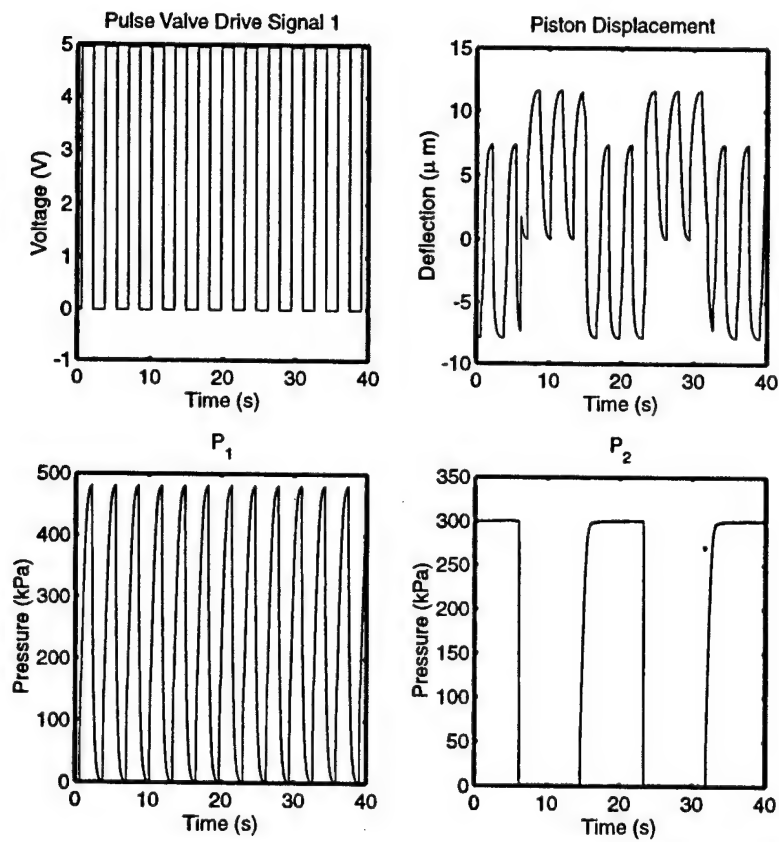 Pulse Valve Drive Signal 1
5
4
3
2
1
0
-1
Voltage (V)
0 10 20 30 40
Time (s)
Piston Displacement
15
10
5
0
-5
-10
Deflection (μ m)
0 10 20 30 40
Time (s)
P1
500
400
300
200
100
0
Pressure (kPa)
0 10 20 30 40
Time (s)
P2
350
300
250
200
150
100
50
0
Pressure (kPa)
0 10 20 30 40
Time (s)